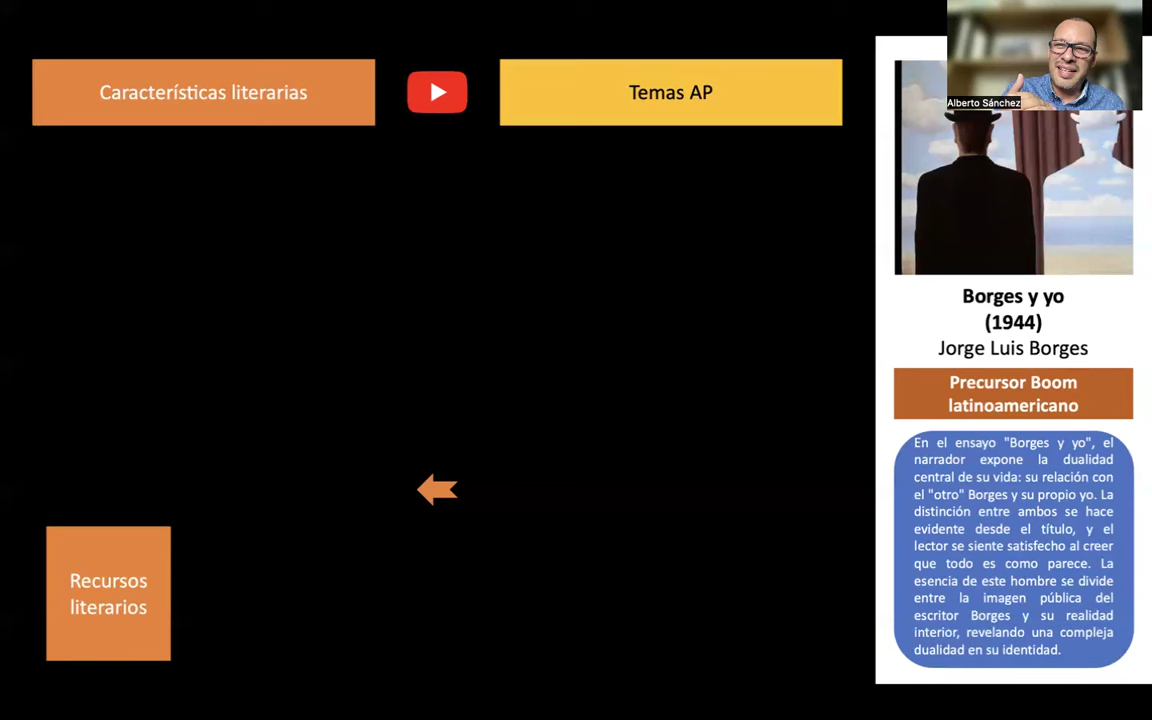 Características literarias
Temas AP
Alberto Sánchez
Borges y yo
(1944)
Jorge Luis Borges
Precursor Boom
latinoamericano
En el ensayo "Borges y yo", el
narrador expone la dualidad
central de su vida: su relación con
el "otro" Borges y su propio yo. La
distinción entre ambos se hace
evidente desde el título, y el
lector se siente satisfecho al creer
que todo es como parece. La
esencia de este hombre se divide
entre la imagen pública del
escritor Borges y su realidad
interior, revelando una compleja
dualidad en su identidad.
Recursos
literarios